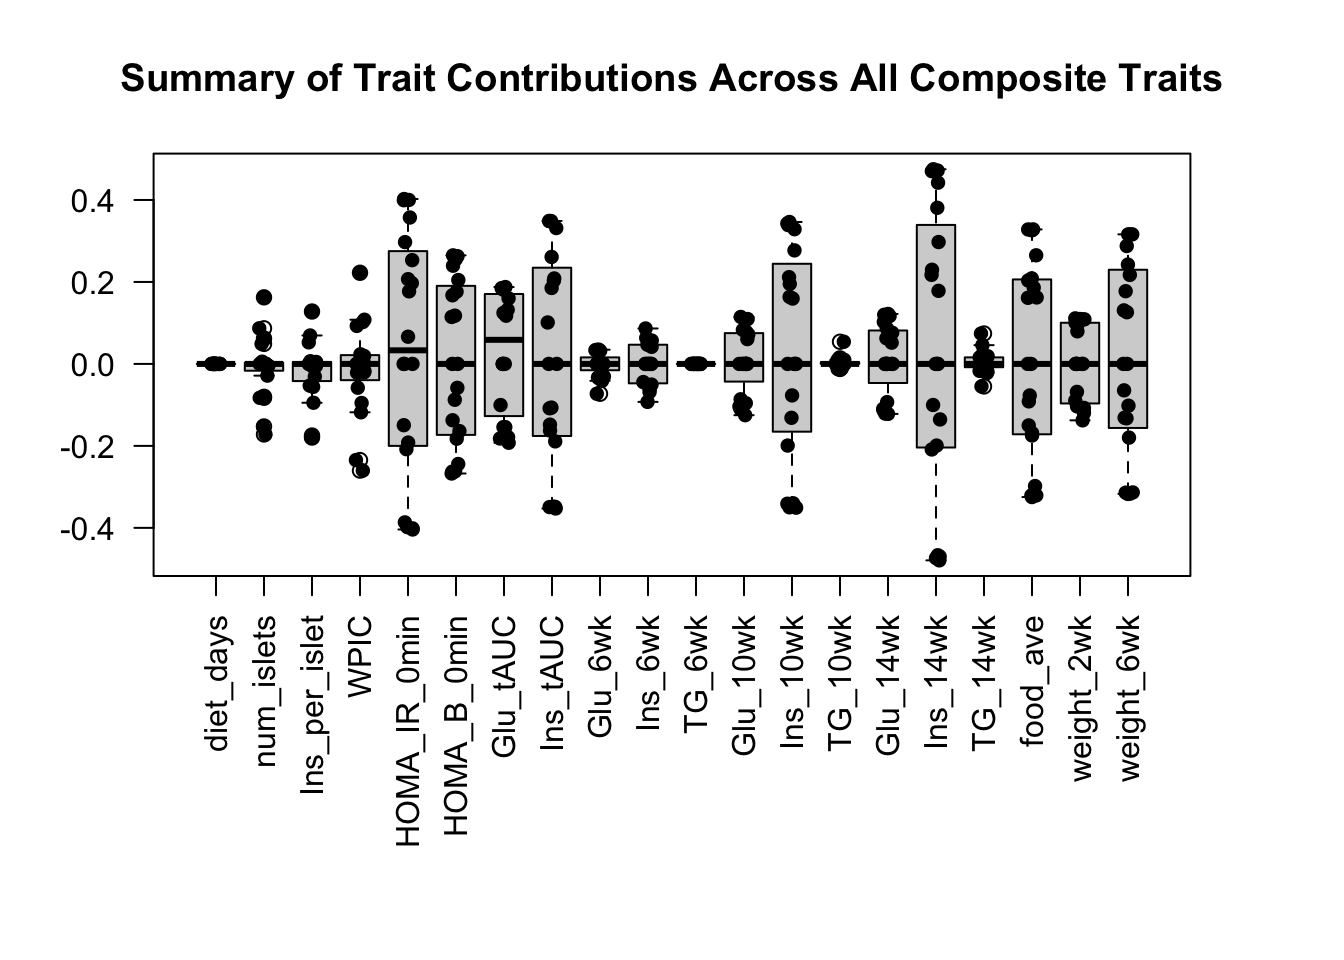 Summary of Trait Contributions Across All Composite Traits
0.4
0.2
0.0
-0.2
-0.4
diet_days
num_islets
Ins_per_islet
WPIC
HOMA_IR_0min
HOMA_B_0min
Glu_tAUC
Ins_tAUC
Glu_6wk
Ins_6wk
TG_6wk
Glu_10wk
Ins_10wk
TG_10wk
Glu_14wk
Ins_14wk
TG_14wk
food_ave
weight_2wk
weight_6wk